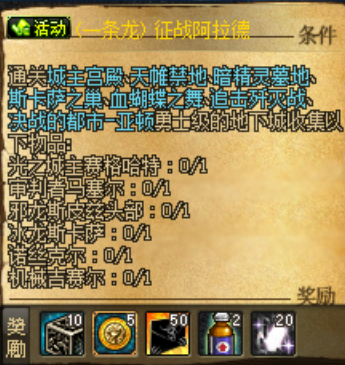 活动 (一条龙) 征战阿拉德
条件
通关城主宫殿、天帷禁地、暗精灵墓地、
斯卡萨之巢、血蝴蝶之舞、追击歼灭战、
决战的都市-亚顿勇士级的地下城收集以
下物品:
光之城主赛格哈特:0/1
审判者马塞尔:0/1
邪龙斯皮兹头部:0/1
冰龙斯卡萨:0/1
诺丝克尔:0/1
机械吉赛尔:0/1
奖励
奖励
10 5 50 2 20